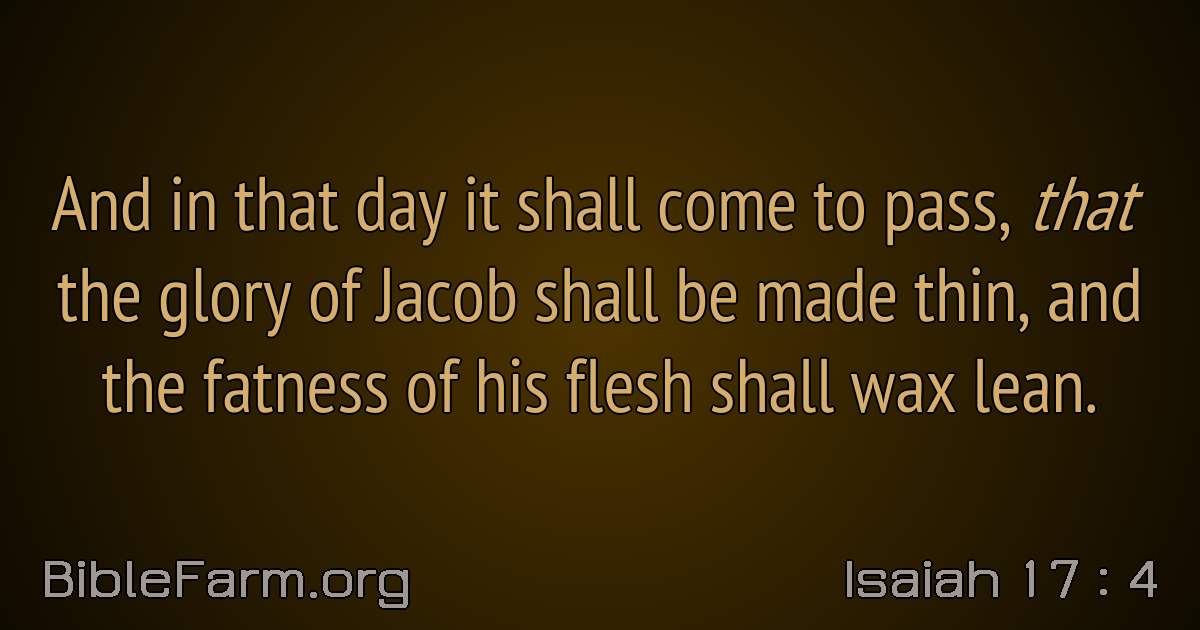 And in that day it shall come to pass, that
the glory of Jacob shall be made thin, and
the fatness of his flesh shall wax lean.
BibleFarm.org
Isaiah 17 : 4